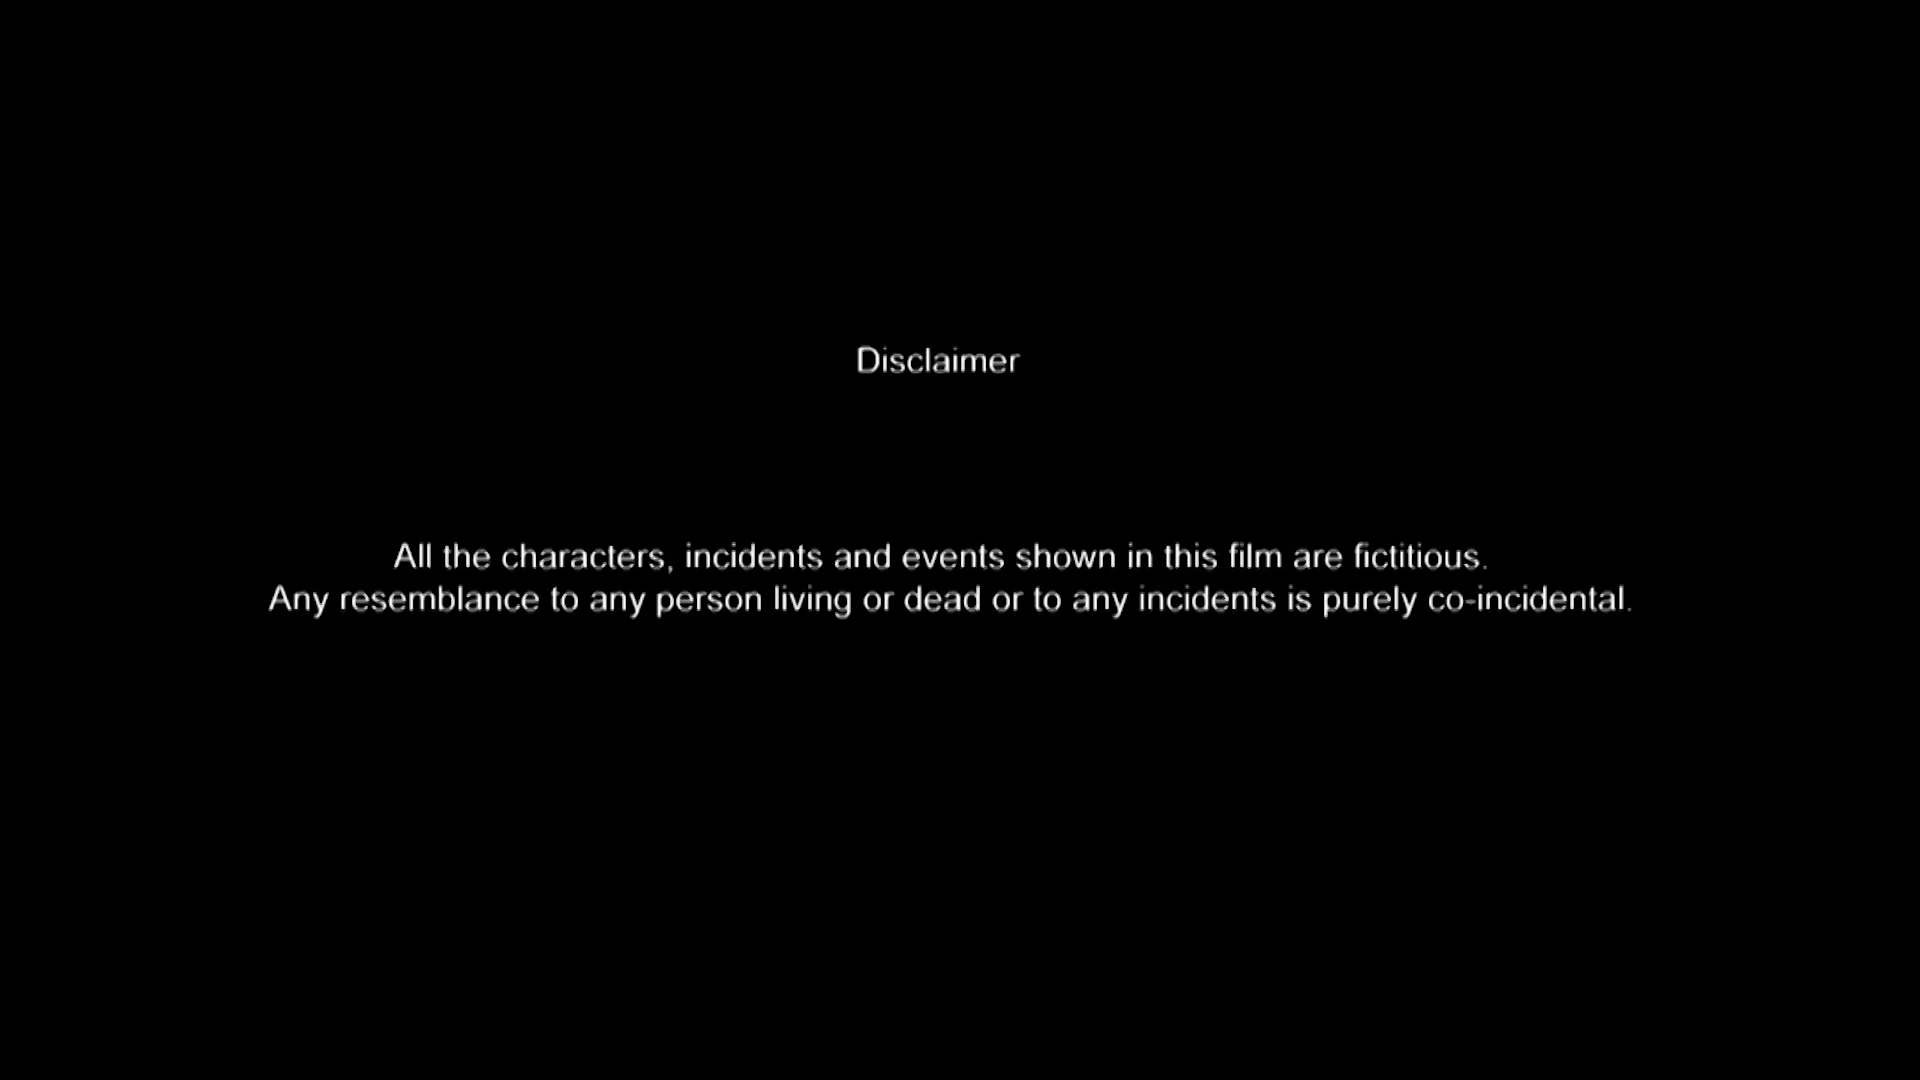 Disclaimer
All the characters, incidents and events shown in this film are fictitious.
Any resemblance to any person living or dead or to any incidents is purely co-incidental.